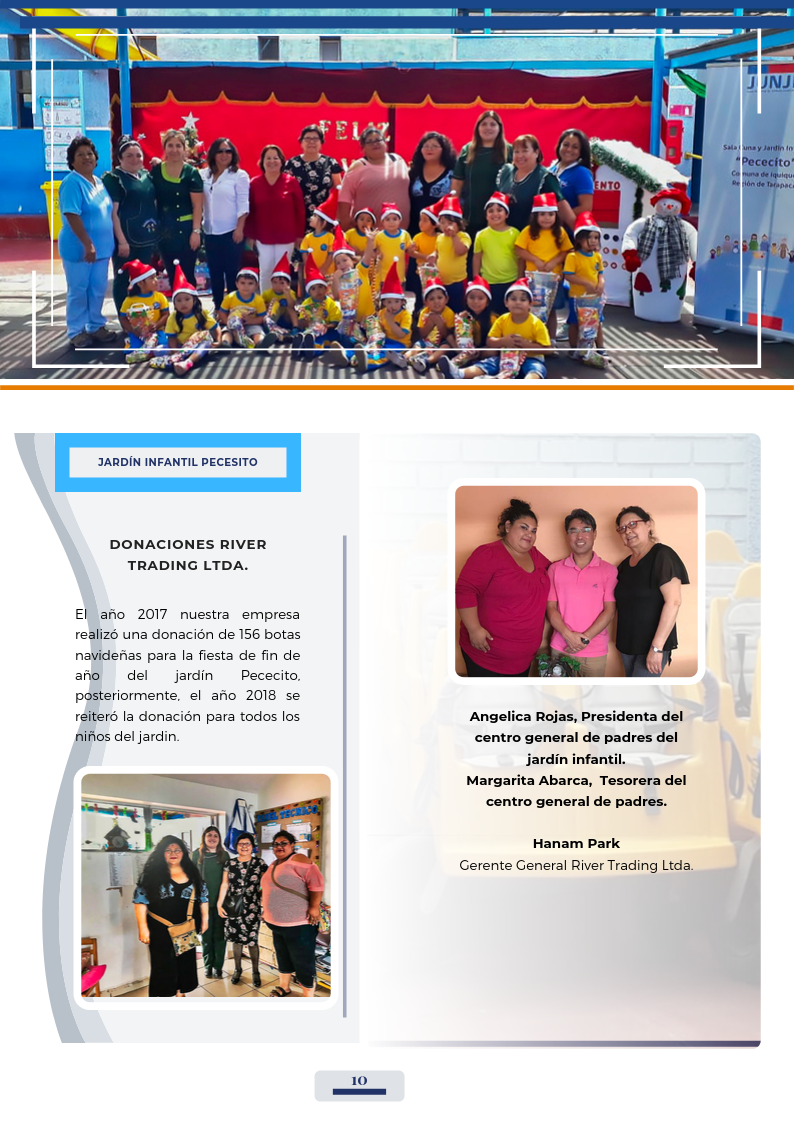 FELIZ
JUNJI
Sala Cuna y Jardín In
"Pececito"
Comuna de Iquique
Región de Tarapacá
JARDÍN INFANTIL PECESITO
DONACIONES RIVER
TRADING LTDA.
El año 2017 nuestra empresa
realizó una donación de 156 botas
navideñas para la fiesta de fin de
año del jardín Pececito,
posteriormente, el año 2018 se
reiteró la donación para todos los
niños del jardin.
Angelica Rojas, Presidenta del
centro general de padres del
jardín infantil.
Margarita Abarca, Tesorera del
centro general de padres.
Hanam Park
Gerente General River Trading Ltda.
10